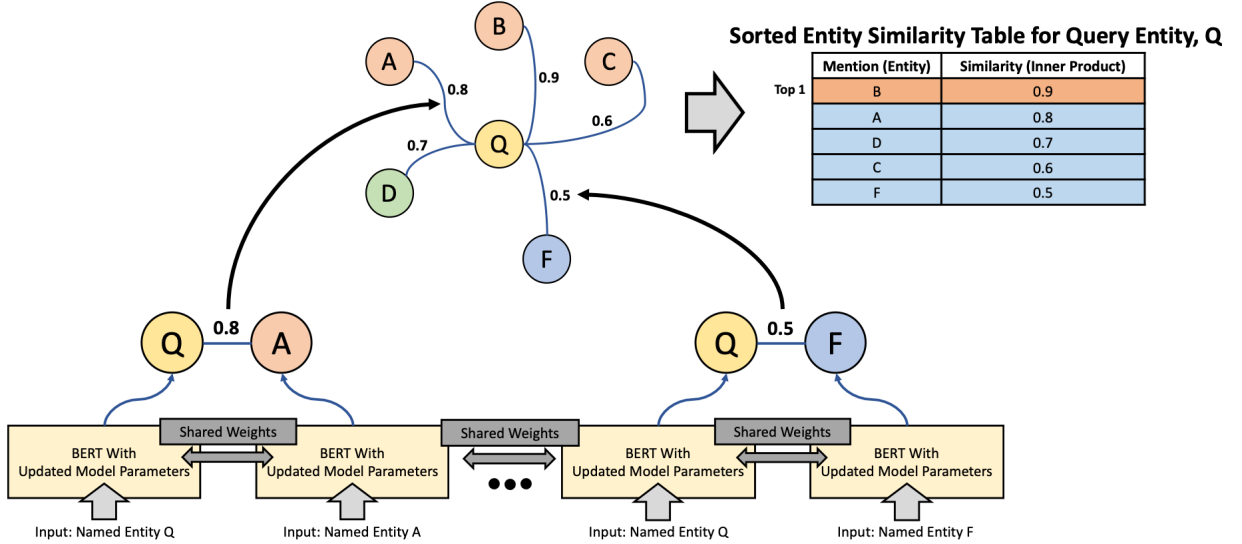 B
A
C
0.8
0.9
0.6
Q
0.7
D
0.5
F
Sorted Entity Similarity Table for Query Entity, Q
Mention (Entity) Similarity (Inner Product)
Top 1 B 0.9
A 0.8
D 0.7
C 0.6
F 0.5
Q 0.8 A
Q 0.5 F
Shared Weights
Shared Weights
Shared Weights
BERT With
Updated Model Parameters
BERT With
Updated Model Parameters
BERT With
Updated Model Parameters
BERT With
Updated Model Parameters
Input: Named Entity Q
Input: Named Entity A
Input: Named Entity Q
Input: Named Entity F